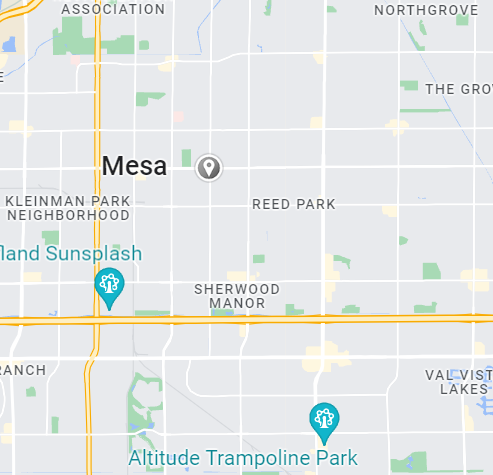 ASSOCIATION
NORTHGROVE
THE GRO
Mesa
KLEINMAN PARK
NEIGHBORHOOD
REED PARK
land Sunsplash
SHERWOOD
MANOR
RANCH
VAL VIST
LAKES
Altitude Trampoline Park